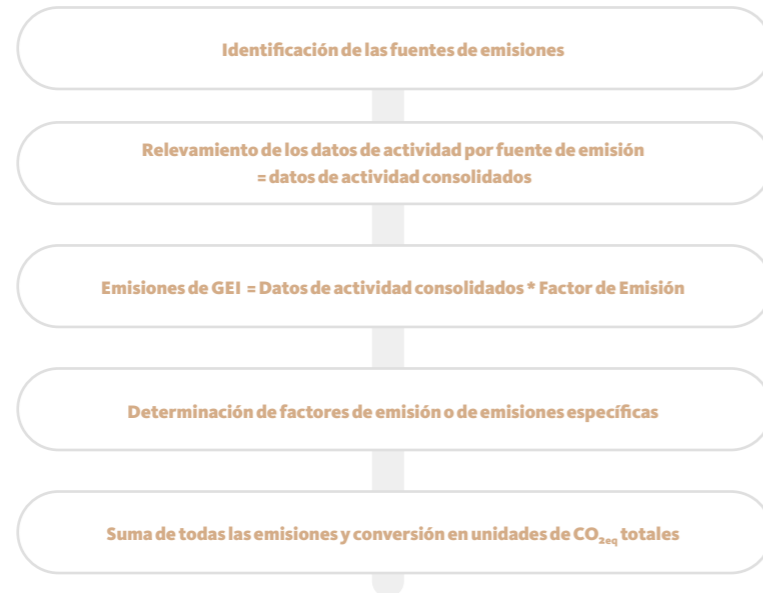 Identificación de las fuentes de emisiones
Relevamiento de los datos de actividad por fuente de emisión
= datos de actividad consolidados
Emisiones de GEI = Datos de actividad consolidados * Factor de Emisión
Determinación de factores de emisión o de emisiones específicas
Suma de todas las emisiones y conversión en unidades de CO₂eq totales